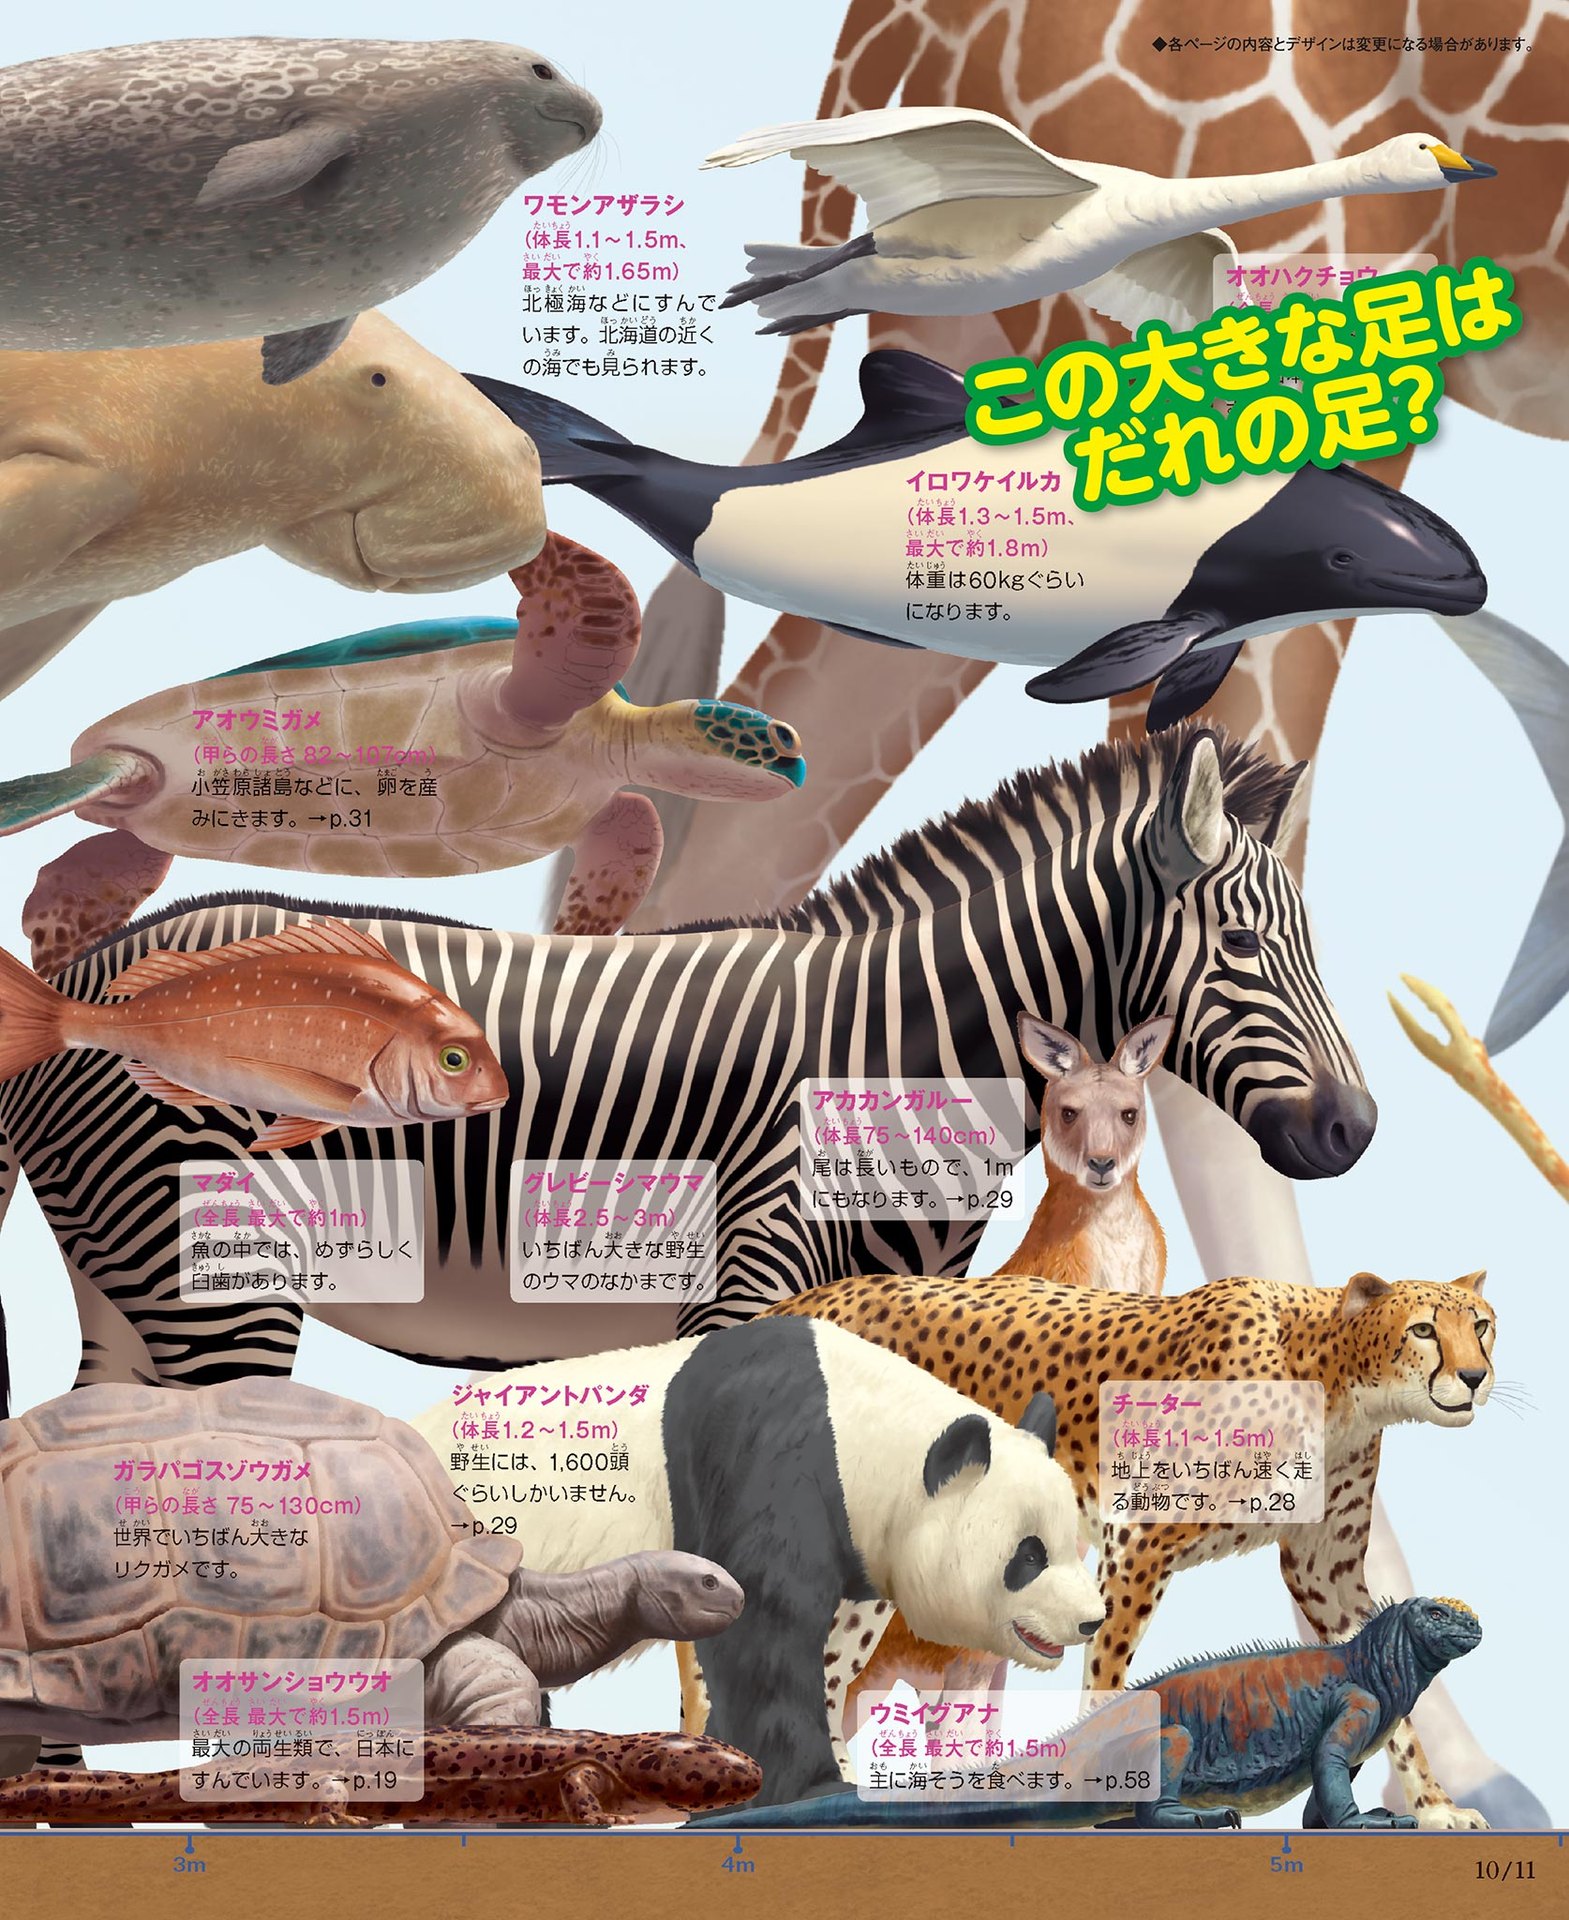 ◆各ページの内容とデザインは変更になる場合があります。
ワモンアザラシ
(体長1.1～1.5m、
最大で約1.65m)
北極海などにすんで
います。北海道の近く
の海でも見られます。
オオハクチョウ
この大きな足は
だれの足?
イロワケイルカ
(体長1.3～1.5m、
最大で約1.8m)
体重は60kgぐらい
になります。
アオウミガメ
(甲らの長さ 82～107cm)
小笠原諸島などに、卵を産
みにきます。→p.31
アカカンガルー
(体長75～140cm)
尾は長いもので、1m
にもなります。→p.29
マダイ
(全長 最大で約1m)
魚の中では、めずらしく
臼歯があります。
グレビーシマウマ
(体長2.5～3m)
いちばん大きな野生
のウマのなかまです。
ジャイアントパンダ
(体長1.2～1.5m)
野生には、1,600頭
ぐらいしかいません。
→p.29
チーター
(体長1.1～1.5m)
地上をいちばん速く走
る動物です。→p.28
ガラパゴスゾウガメ
(甲らの長さ 75～130cm)
世界でいちばん大きな
リクガメです。
オオサンショウウオ
(全長 最大で約1.5m)
最大の両生類で、日本に
すんでいます。→p.19
ウミイグアナ
(全長 最大で約1.5m)
主に海そうを食べます。→p.58
3m
4m
5m
10/11